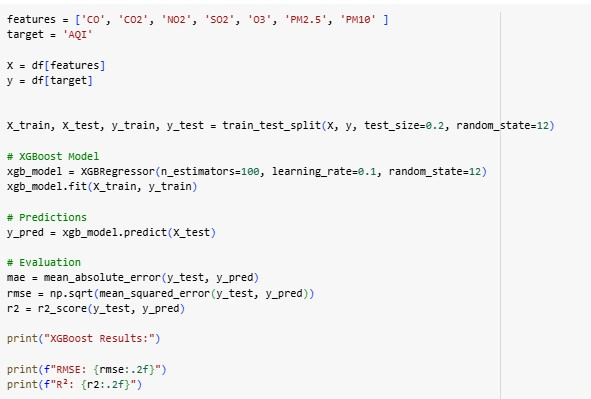 features = ['CO', 'CO2', 'NO2', 'SO2', 'O3', 'PM2.5', 'PM10' ]
target = 'AQI'
X = df[features]
y = df[target]
X_train, X_test, y_train, y_test = train_test_split(X, y, test_size=0.2, random_state=12)
# XGBoost Model
xgb_model = XGBRegressor(n_estimators=100, learning_rate=0.1, random_state=12)
xgb_model.fit(X_train, y_train)
# Predictions
y_pred = xgb_model.predict(X_test)
# Evaluation
mae = mean_absolute_error(y_test, y_pred)
rmse = np.sqrt(mean_squared_error(y_test, y_pred))
r2 = r2_score(y_test, y_pred)
print("XGBoost Results:")
print(f"RMSE: {rmse:.2f}")
print(f"R²: {r2:.2f}")